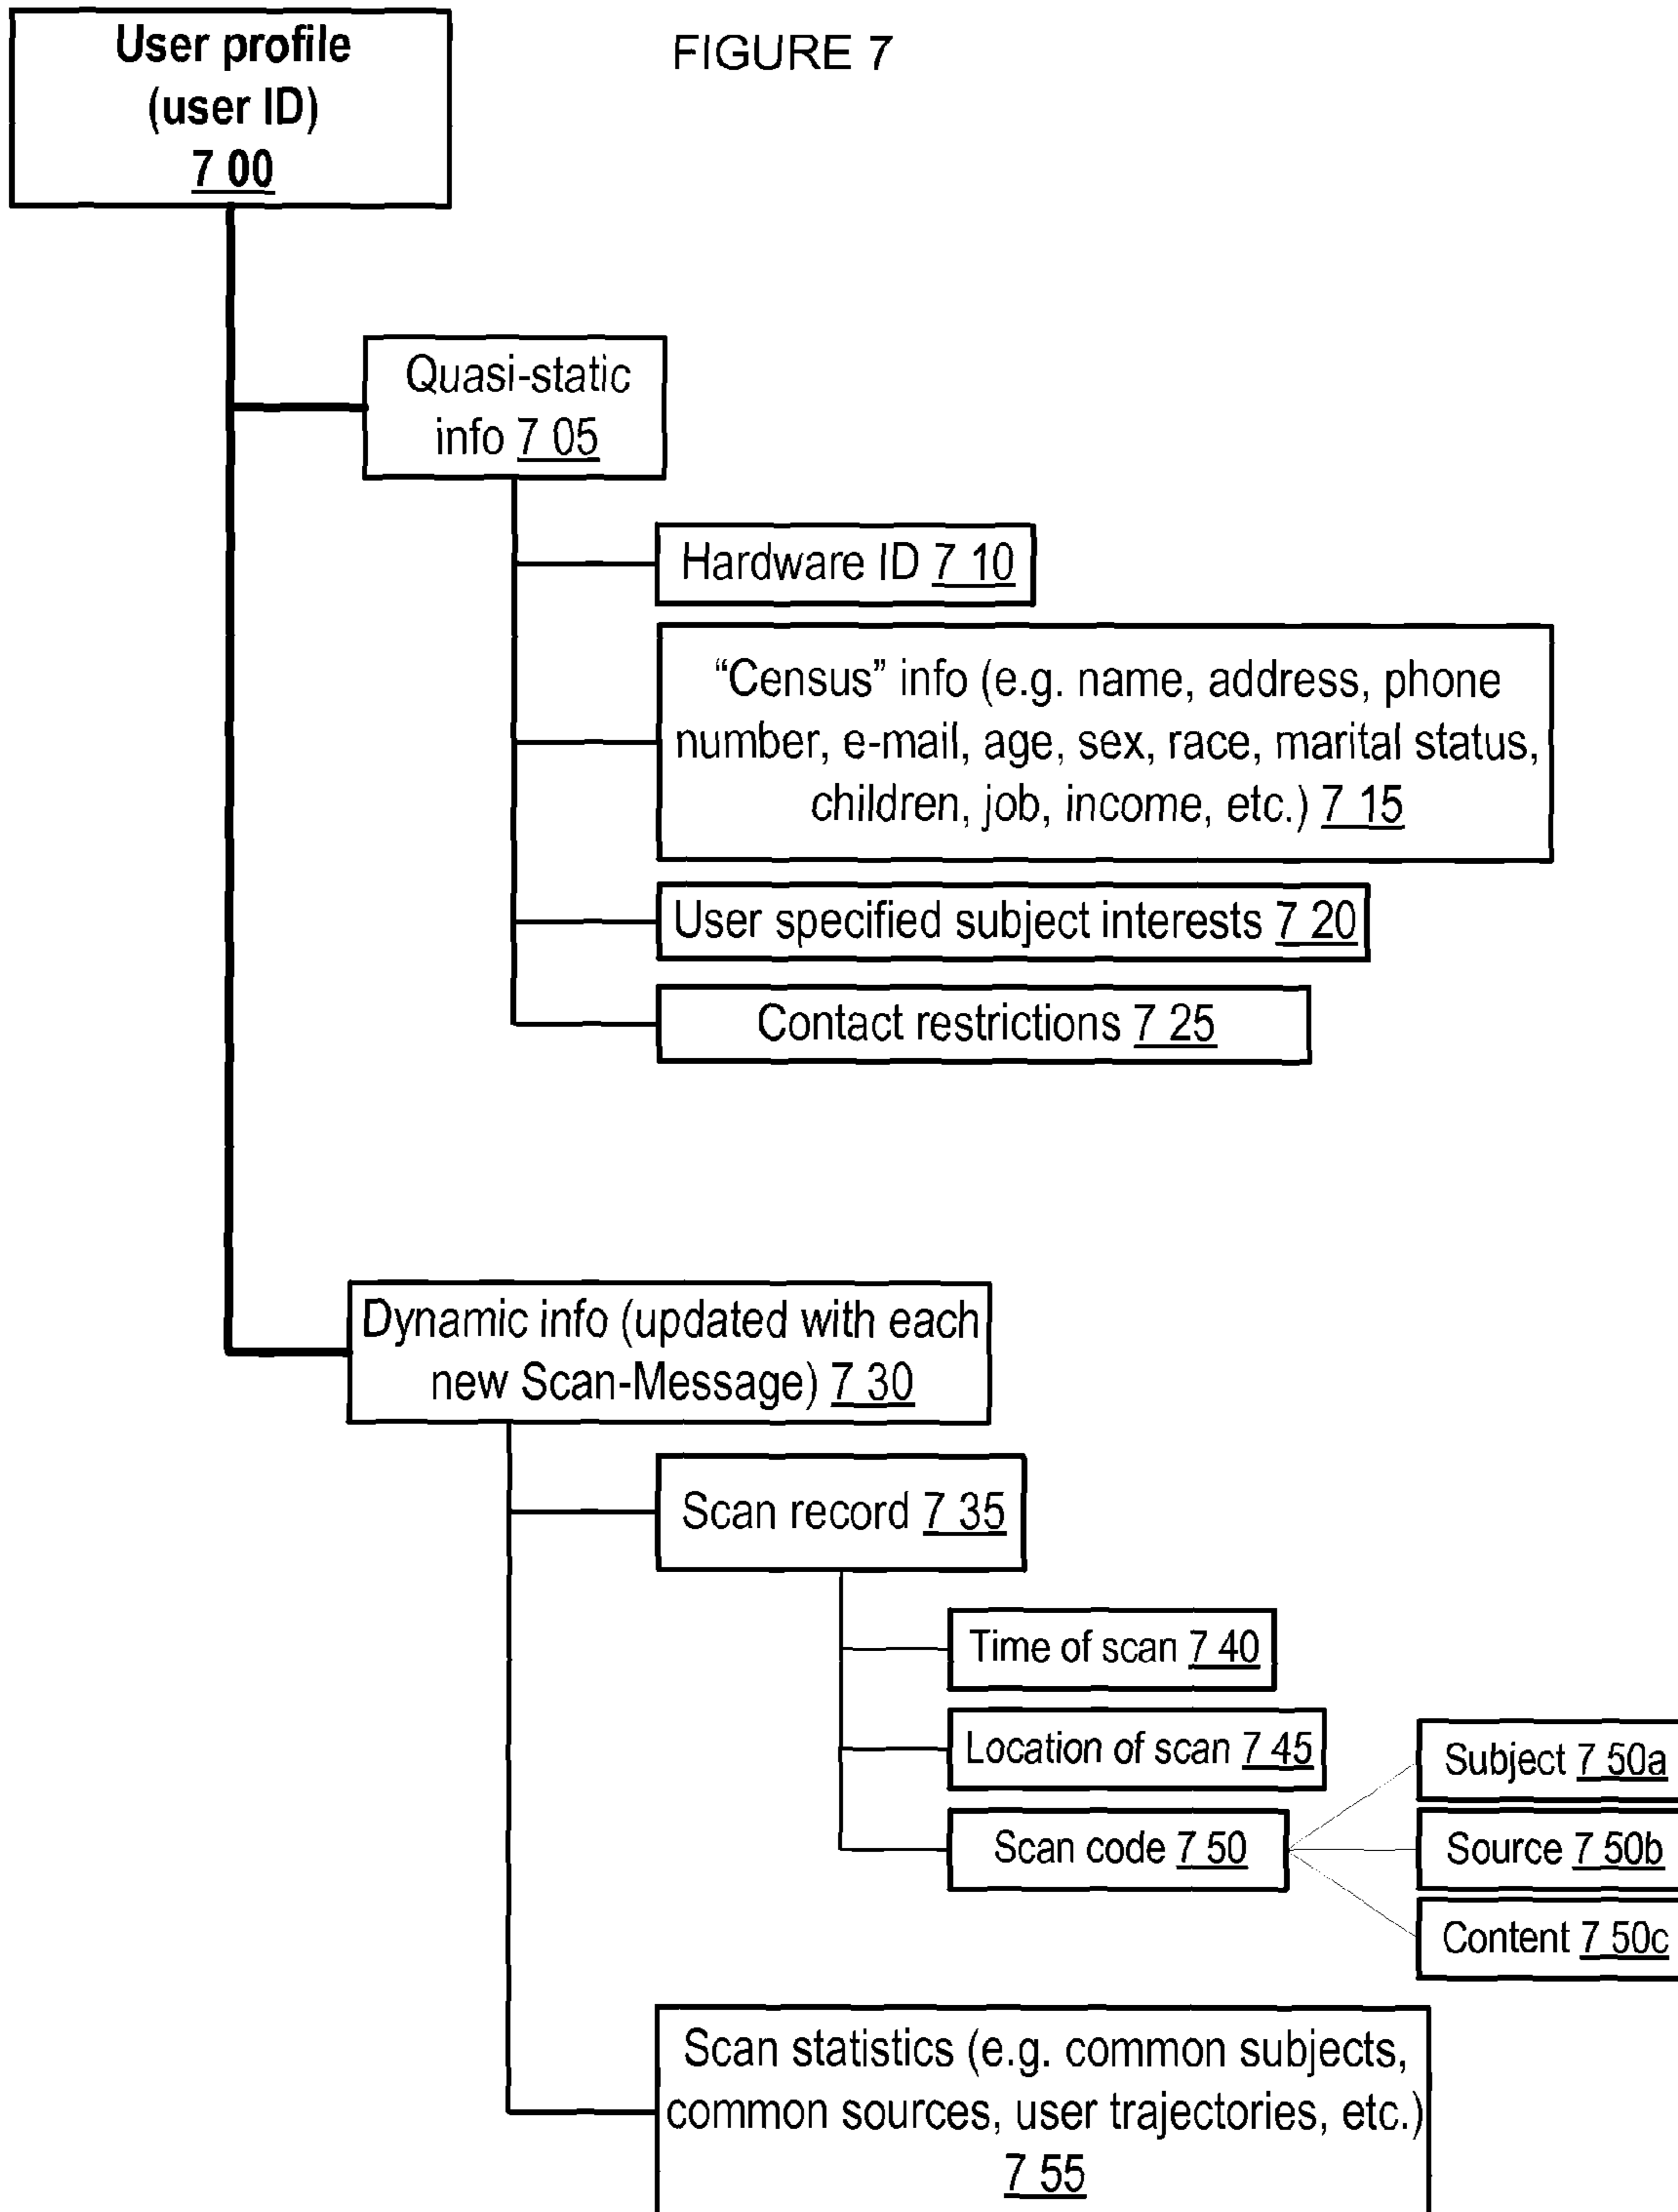 User profile
(user ID)
7 00
FIGURE 7
Quasi-static
info 7 05
Hardware ID 7 10
“Census” info (e.g. name, address, phone
number, e-mail, age, sex, race, marital status,
children, job, income, etc.) 7 15
User specified subject interests 7 20
Contact restrictions 7 25
Dynamic info (updated with each
new Scan-Message) 7 30
Scan record 7 35
Time of scan 7 40
Location of scan 7 45
Scan code 7 50
Subject 7 50a
Source 7 50b
Content 7 50c
Scan statistics (e.g. common subjects,
common sources, user trajectories, etc.)
7 55